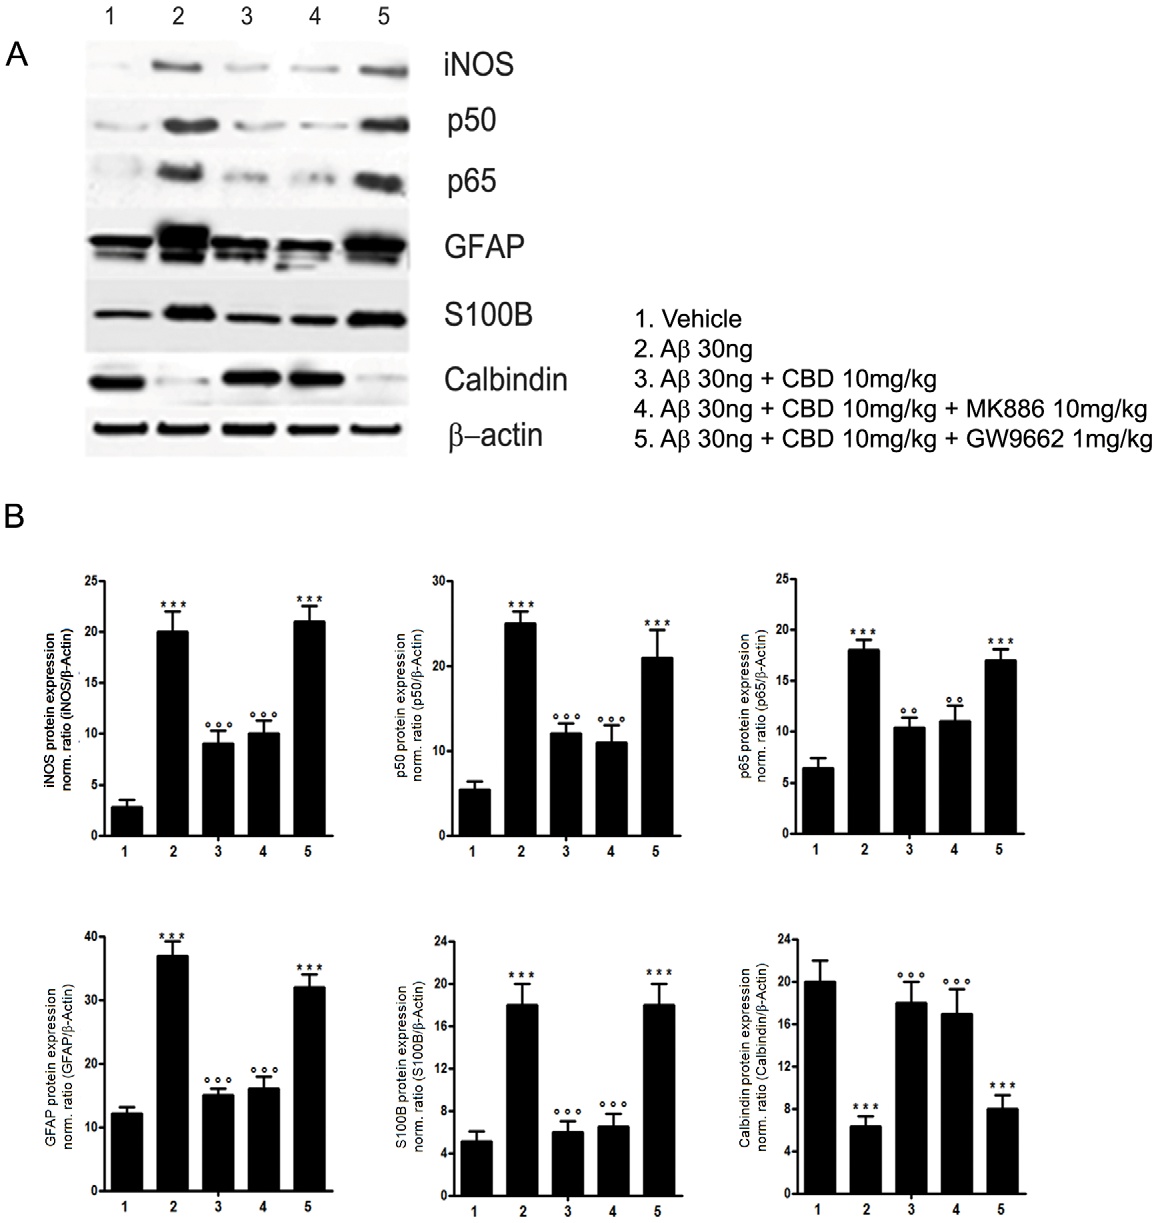 1 2 3 4 5
A
iNOS
p50
p65
GFAP
S100B
Calbindin
β–actin
1. Vehicle
2. Aβ 30ng
3. Aβ 30ng + CBD 10mg/kg
4. Aβ 30ng + CBD 10mg/kg + MK886 10mg/kg
5. Aβ 30ng + CBD 10mg/kg + GW9662 1mg/kg
B
iNOS protein expression
norm. ratio (iNOS/β-Actin)
25
20
15
10
5
0
*** °°° °°° ***
1 2 3 4 5
p50 protein expression
norm. ratio (p50/β-Actin)
30
20
10
0
*** °°° °°° ***
1 2 3 4 5
p65 protein expression
norm. ratio (p65/β-Actin)
25
20
15
10
5
0
*** °° °° ***
1 2 3 4 5
GFAP protein expression
norm. ratio (GFAP/β-Actin)
40
30
20
10
0
*** °°° °°° ***
1 2 3 4 5
S100B protein expression
norm. ratio (S100B/β-Actin)
24
20
16
12
8
4
0
*** °°° °°° ***
1 2 3 4 5
Calbindin protein expression
norm. ratio (Calbindin/β-Actin)
24
20
16
12
8
4
0
*** °°° °°° ***
1 2 3 4 5